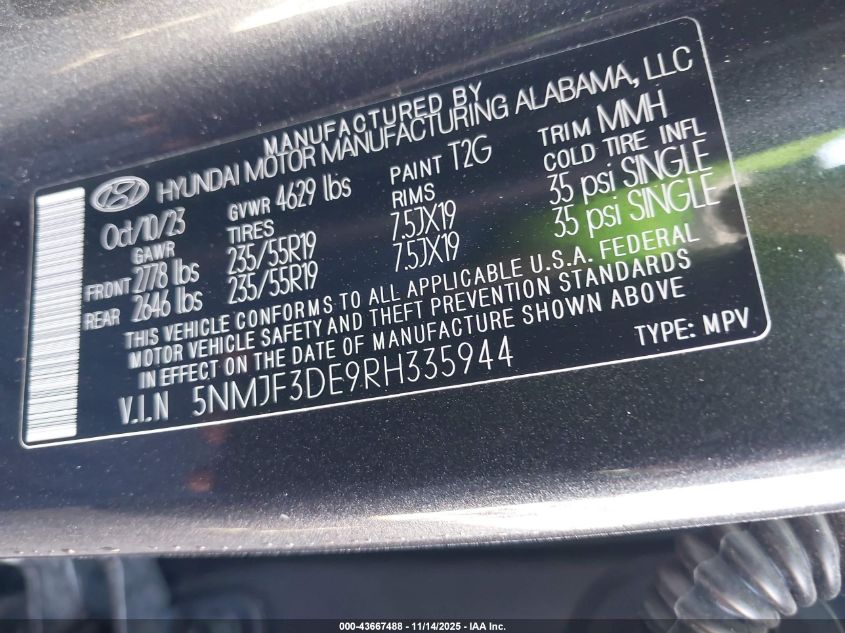 MANUFACTURED BY
HYUNDAI MOTOR MANUFACTURING ALABAMA, LLC
Oct/10/23 GVWR 4629 lbs PAINT T2G TRIM MMH
GAWR TIRES RIMS COLD TIRE INFL
FRONT 2778 lbs 235/55R19 7.5JX19 35 psi SINGLE
REAR 2646 lbs 235/55R19 7.5JX19 35 psi SINGLE
THIS VEHICLE CONFORMS TO ALL APPLICABLE U.S.A. FEDERAL
MOTOR VEHICLE SAFETY AND THEFT PREVENTION STANDARDS
IN EFFECT ON THE DATE OF MANUFACTURE SHOWN ABOVE
V.I.N 5NMJF3DE9RH335944 TYPE: MPV
000-43667488 - 11/14/2025 - IAA Inc.